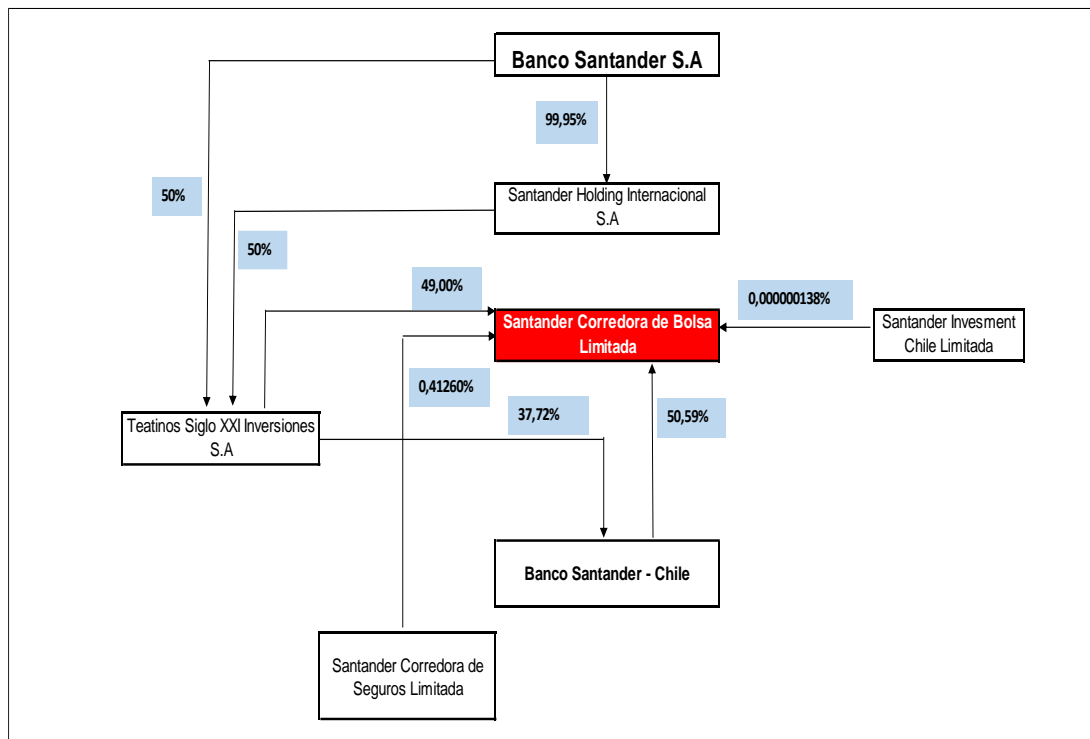 Banco Santander S.A
99,95%
50%
Santander Holding Internacional
S.A
50%
49,00%
0,000000138%
Santander Corredora de Bolsa
Limitada
Santander Invesment
Chile Limitada
0,41260%
37,72%
50,59%
Teatinos Siglo XXI Inversiones
S.A
Banco Santander - Chile
Santander Corredora de
Seguros Limitada